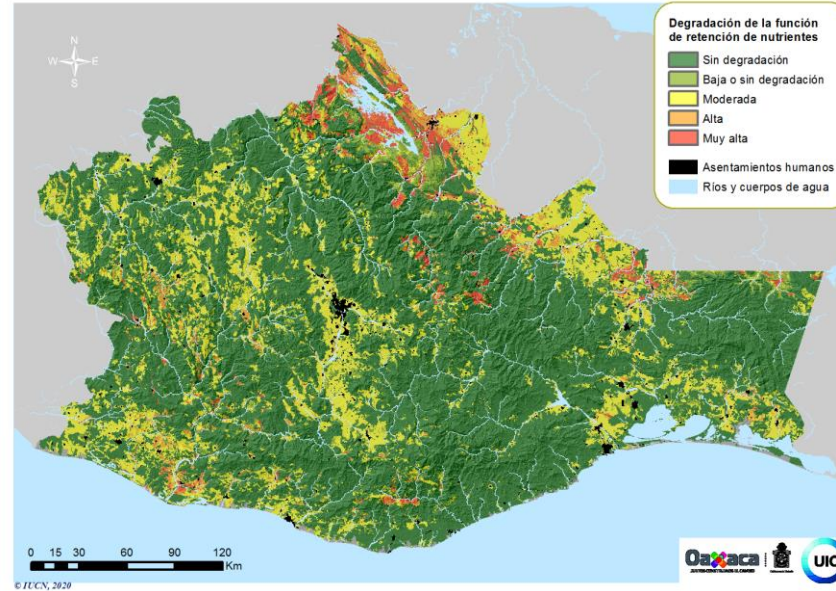 Degradación de la función
de retención de nutrientes
Sin degradación
Baja o sin degradación
Moderada
Alta
Muy alta
Asentamientos humanos
Ríos y cuerpos de agua
N
W E
S
0 15 30 60 90 120
Km
Oaxaca
UIC
© IUCN, 2020